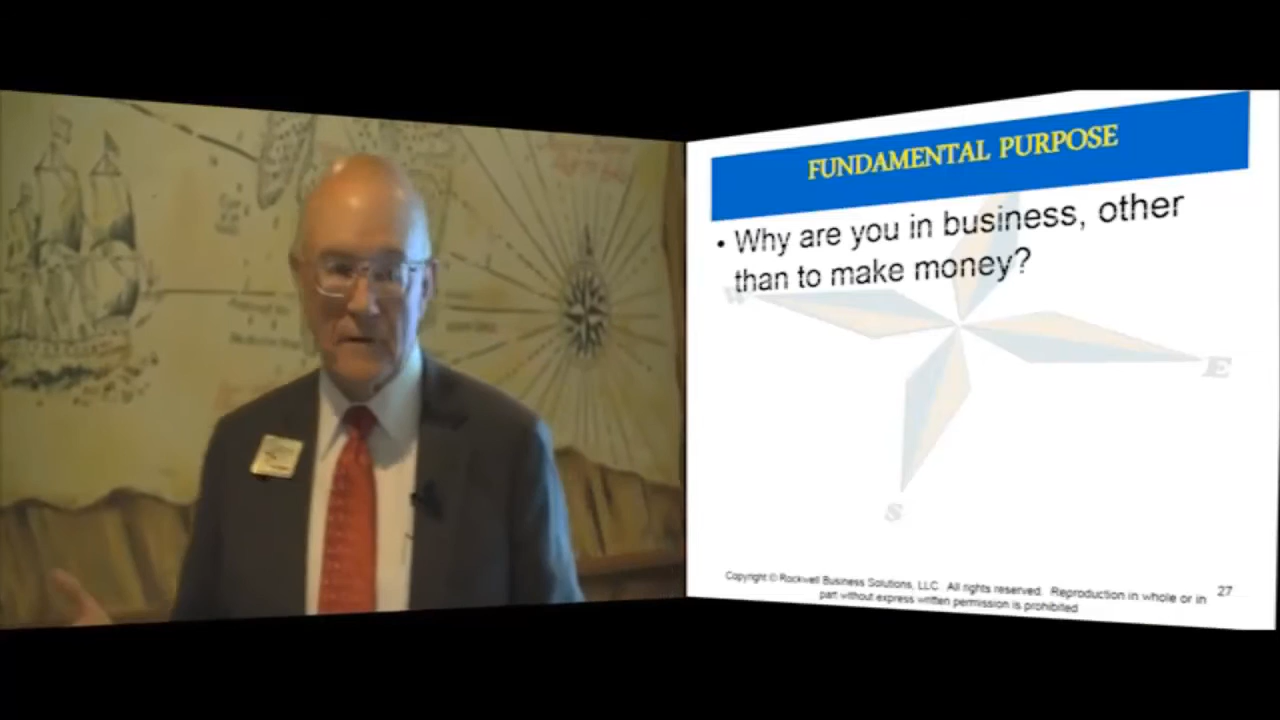 FUNDAMENTAL PURPOSE
• Why are you in business, other
than to make money?
W
E
S
Copyright © Rockwell Business Solutions, LLC. All rights reserved. Reproduction in whole or in
part without express written permission is prohibited
27